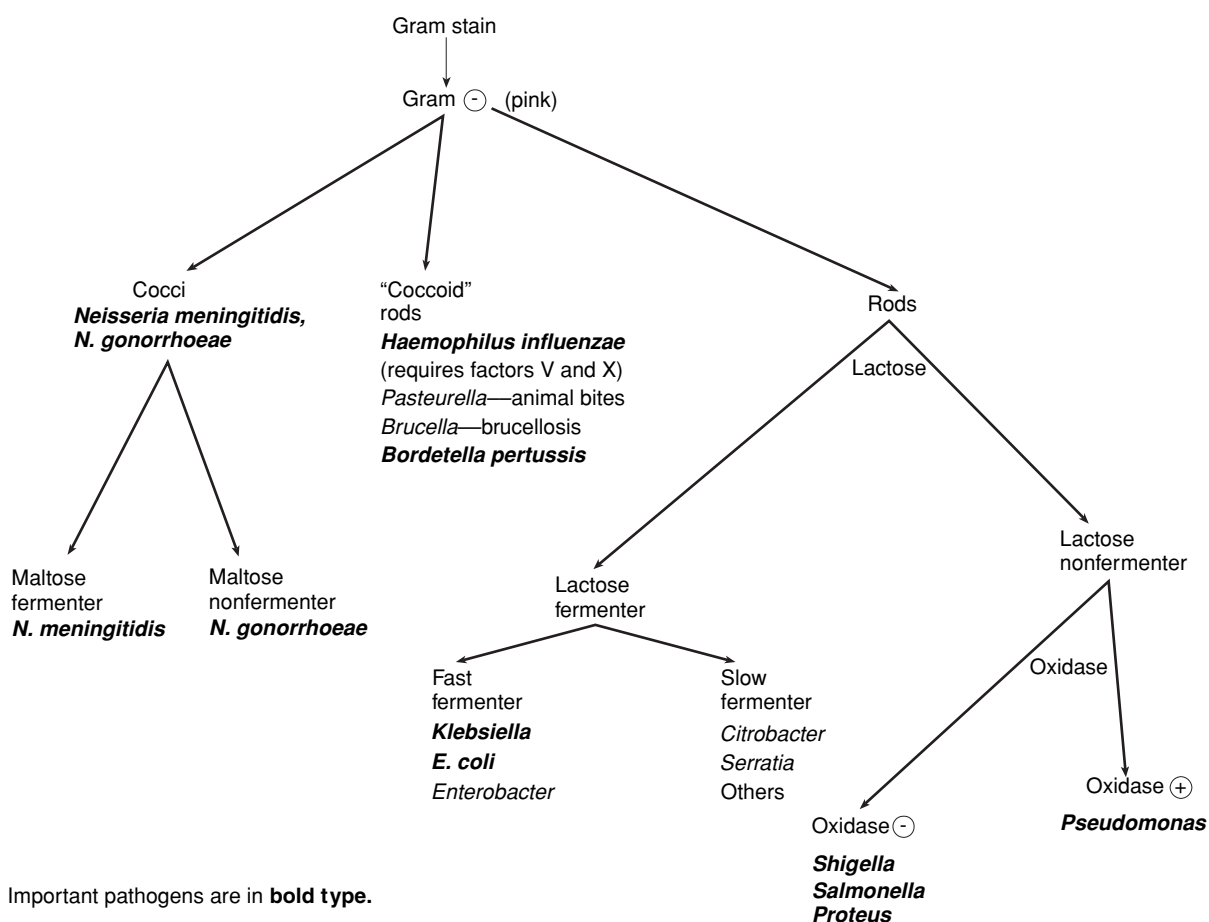 Gram stain
Gram - (pink)
Cocci
Neisseria meningitidis,
N. gonorrhoeae
“Coccoid”
rods
Haemophilus influenzae
(requires factors V and X)
Pasteurella—animal bites
Brucella—brucellosis
Bordetella pertussis
Rods
Lactose
Maltose
fermenter
N. meningitidis
Maltose
nonfermenter
N. gonorrhoeae
Lactose
fermenter
Lactose
nonfermenter
Fast
fermenter
Klebsiella
E. coli
Enterobacter
Slow
fermenter
Citrobacter
Serratia
Others
Oxidase
Oxidase -
Shigella
Salmonella
Proteus
Oxidase +
Pseudomonas
Important pathogens are in bold type.